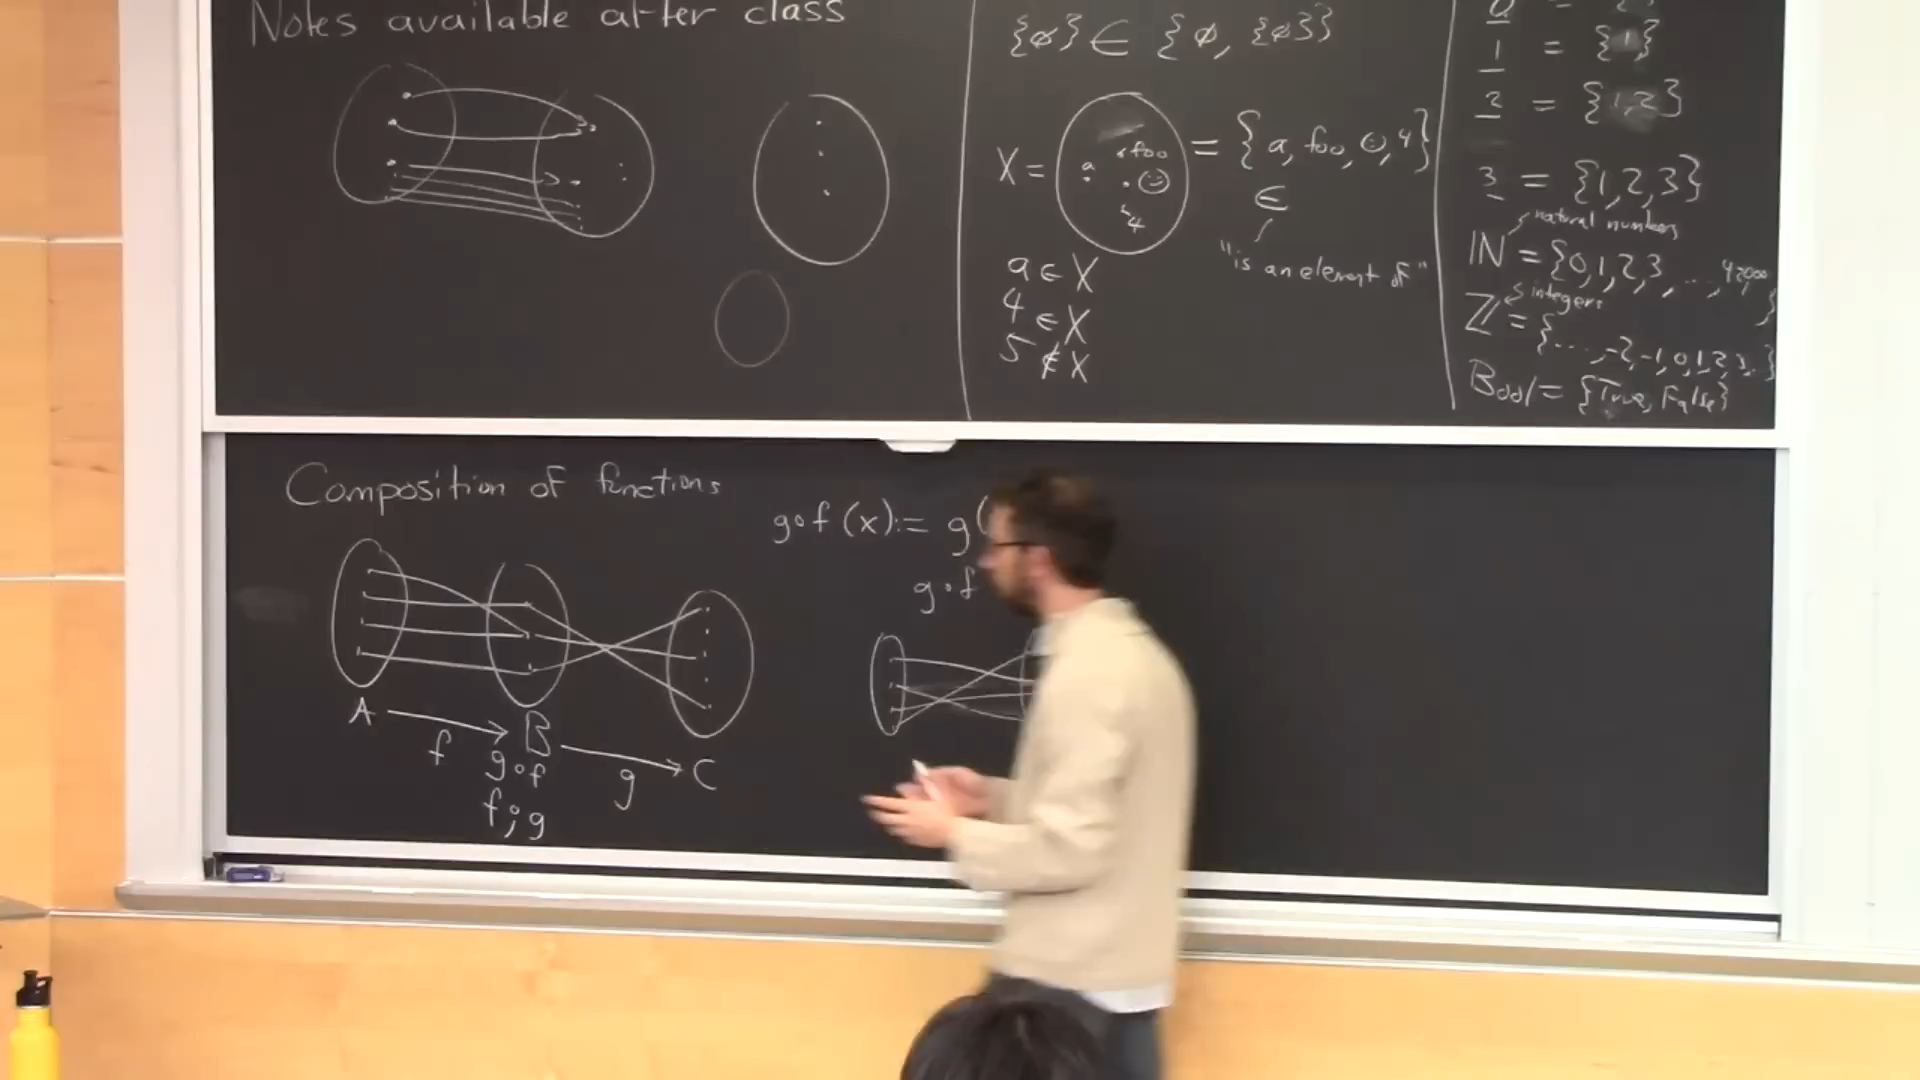 Notes available after class
{ø} ∈ {ø, {ø}}
X =
a
foo
☺
4
= {a, foo, ☺, 4}
∈
"is an element of"
a ∈ X
4 ∈ X
5 ∉ X
1 = {1}
2 = {1,2}
3 = {1,2,3}
natural numbers
ℕ = {0,1,2,3,...,42000 }
integers
ℤ = {...,-2,-1,0,1,2,3..}
Bool = {True, False}
Composition of functions
g∘f (x) := g(
g∘f
A
f
B
g
C
g∘f
f;g